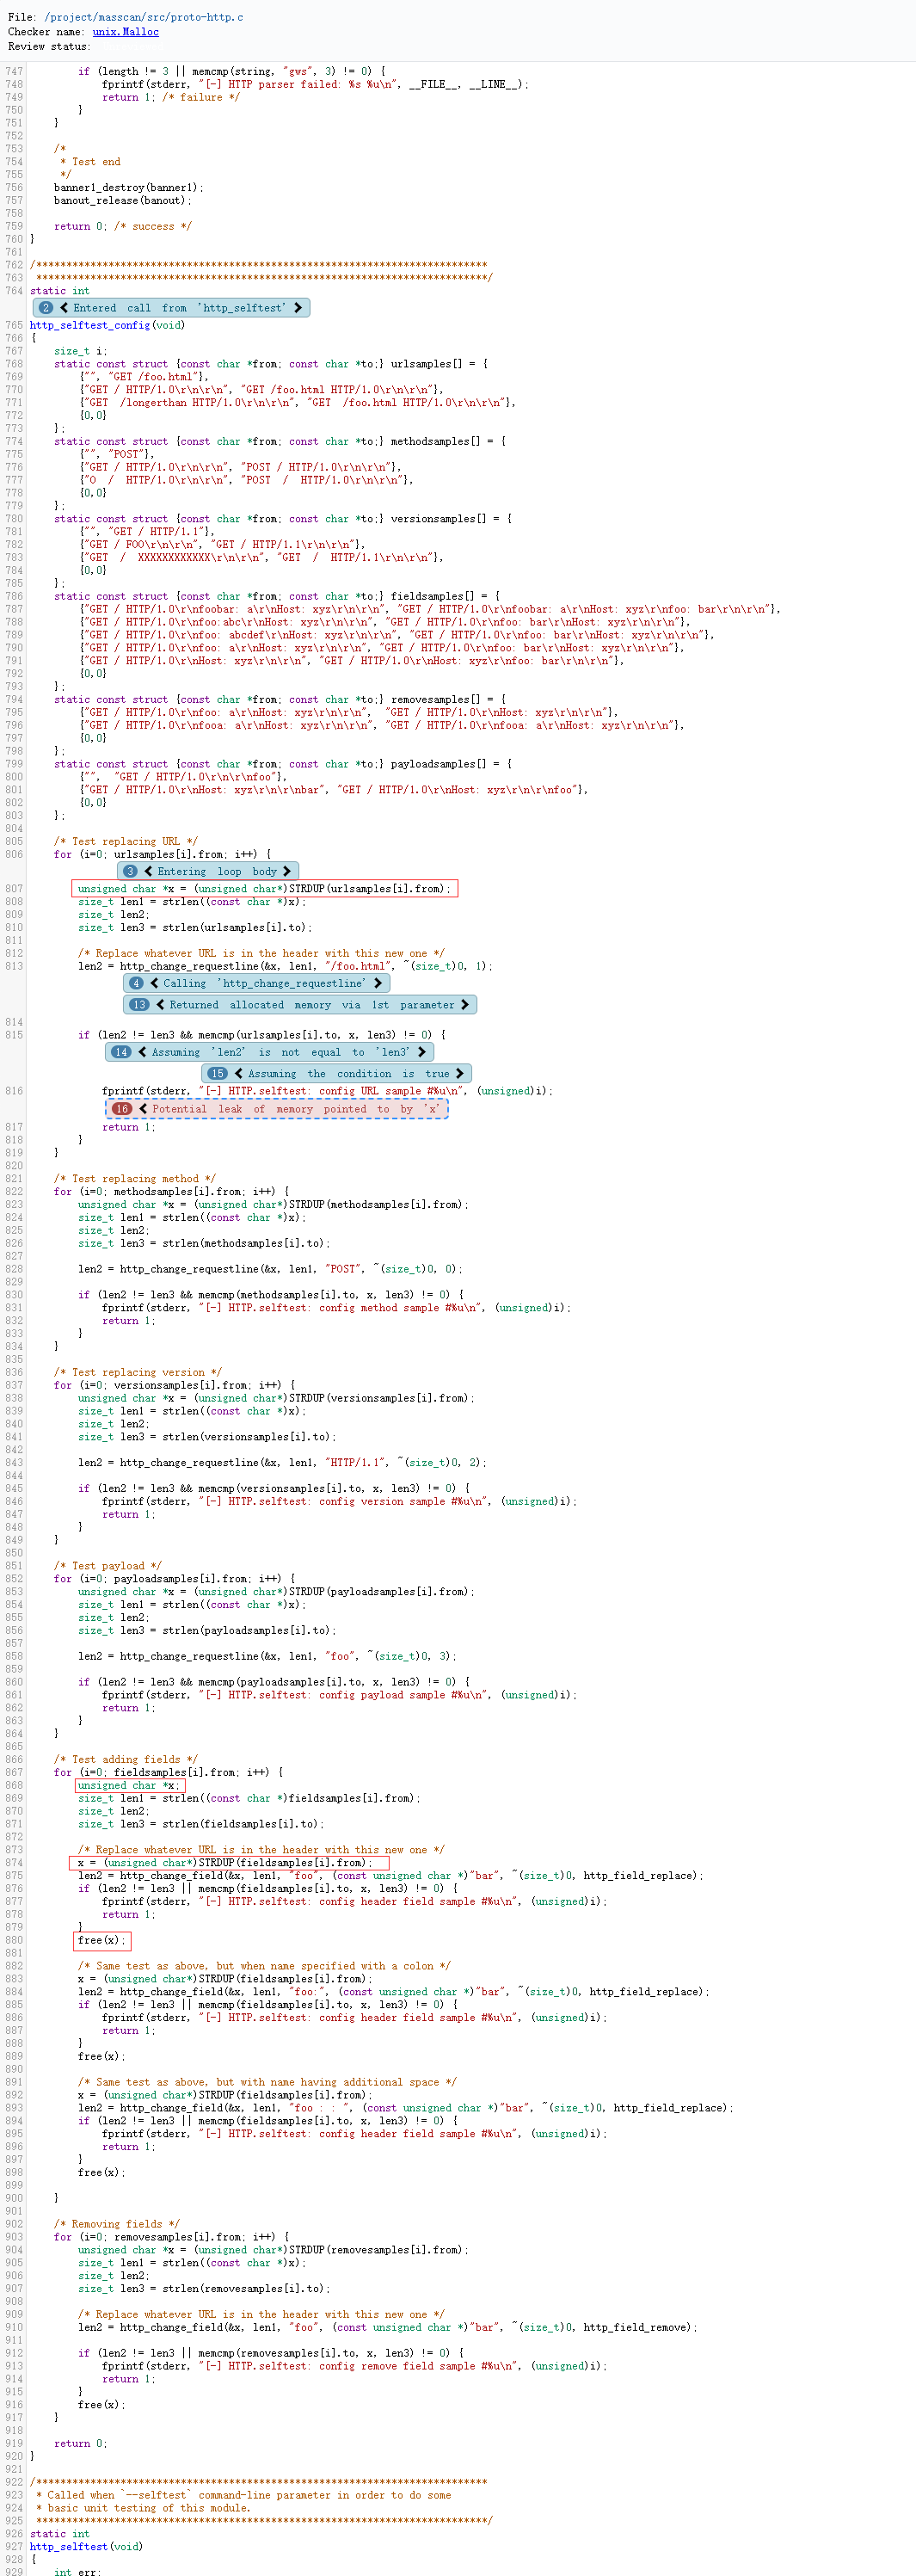 File: /project/masscan/src/proto-http.c
Checker name: unix.Malloc
Review status:
747         if (length != 3 || memcmp(string, "gws", 3) != 0) {
748             fprintf(stderr, "[-] HTTP parser failed: %s %u\n", __FILE__, __LINE__);
749             return 1; /* failure */
750         }
751     }
752
753     /*
754      * Test end
755      */
756     banner1_destroy(banner1);
757     banout_release(banout);
758
759     return 0; /* success */
760 }
761
762 /***************************************************************************
763  ***************************************************************************/
764 static int
2 Entered call from 'http_selftest'
765 http_selftest_config(void)
766 {
767     size_t i;
768     static const struct {const char *from; const char *to;} urlsamples[] = {
769         {"", "GET /foo.html"},
770         {"GET / HTTP/1.0\r\n\r\n", "GET /foo.html HTTP/1.0\r\n\r\n"},
771         {"GET  /longerthan HTTP/1.0\r\n\r\n", "GET  /foo.html HTTP/1.0\r\n\r\n"},
772         {0,0}
773     };
774     static const struct {const char *from; const char *to;} methodsamples[] = {
775         {"", "POST"},
776         {"GET / HTTP/1.0\r\n\r\n", "POST / HTTP/1.0\r\n\r\n"},
777         {"O  /  HTTP/1.0\r\n\r\n", "POST  /  HTTP/1.0\r\n\r\n"},
778         {0,0}
779     };
780     static const struct {const char *from; const char *to;} versionsamples[] = {
781         {"", "GET / HTTP/1.1"},
782         {"GET / FOO\r\n\r\n", "GET / HTTP/1.1\r\n\r\n"},
783         {"GET  /  XXXXXXXXXXXX\r\n\r\n", "GET  /  HTTP/1.1\r\n\r\n"},
784         {0,0}
785     };
786     static const struct {const char *from; const char *to;} fieldsamples[] = {
787         {"GET / HTTP/1.0\r\nfoobar: a\r\nHost: xyz\r\n\r\n", "GET / HTTP/1.0\r\nfoobar: a\r\nHost: xyz\r\nfoo: bar\r\n\r\n"},
788         {"GET / HTTP/1.0\r\nfoo:abc\r\nHost: xyz\r\n\r\n", "GET / HTTP/1.0\r\nfoo: bar\r\nHost: xyz\r\n\r\n"},
789         {"GET / HTTP/1.0\r\nfoo: abcdef\r\nHost: xyz\r\n\r\n", "GET / HTTP/1.0\r\nfoo: bar\r\nHost: xyz\r\n\r\n"},
790         {"GET / HTTP/1.0\r\nfoo: a\r\nHost: xyz\r\n\r\n", "GET / HTTP/1.0\r\nfoo: bar\r\nHost: xyz\r\n\r\n"},
791         {"GET / HTTP/1.0\r\nHost: xyz\r\n\r\n", "GET / HTTP/1.0\r\nHost: xyz\r\nfoo: bar\r\n\r\n"},
792         {0,0}
793     };
794     static const struct {const char *from; const char *to;} removesamples[] = {
795         {"GET / HTTP/1.0\r\nfoo: a\r\nHost: xyz\r\n\r\n",  "GET / HTTP/1.0\r\nHost: xyz\r\n\r\n"},
796         {"GET / HTTP/1.0\r\nfooa: a\r\nHost: xyz\r\n\r\n", "GET / HTTP/1.0\r\nfooa: a\r\nHost: xyz\r\n\r\n"},
797         {0,0}
798     };
799     static const struct {const char *from; const char *to;} payloadsamples[] = {
800         {"",  "GET / HTTP/1.0\r\n\r\nfoo"},
801         {"GET / HTTP/1.0\r\nHost: xyz\r\n\r\nbar", "GET / HTTP/1.0\r\nHost: xyz\r\n\r\nfoo"},
802         {0,0}
803     };
804
805     /* Test replacing URL */
806     for (i=0; urlsamples[i].from; i++) {
3 Entering loop body
807         unsigned char *x = (unsigned char*)STRDUP(urlsamples[i].from);
808         size_t len1 = strlen((const char *)x);
809         size_t len2;
810         size_t len3 = strlen(urlsamples[i].to);
811
812         /* Replace whatever URL is in the header with this new one */
813         len2 = http_change_requestline(&x, len1, "/foo.html", ~(size_t)0, 1);
4 Calling 'http_change_requestline'
13 Returned allocated memory via 1st parameter
814
815         if (len2 != len3 && memcmp(urlsamples[i].to, x, len3) != 0) {
14 Assuming 'len2' is not equal to 'len3'
15 Assuming the condition is true
816             fprintf(stderr, "[-] HTTP.selftest: config URL sample #%u\n", (unsigned)i);
16 Potential leak of memory pointed to by 'x'
817             return 1;
818         }
819     }
820
821     /* Test replacing method */
822     for (i=0; methodsamples[i].from; i++) {
823         unsigned char *x = (unsigned char*)STRDUP(methodsamples[i].from);
824         size_t len1 = strlen((const char *)x);
825         size_t len2;
826         size_t len3 = strlen(methodsamples[i].to);
827
828         len2 = http_change_requestline(&x, len1, "POST", ~(size_t)0, 0);
829
830         if (len2 != len3 && memcmp(methodsamples[i].to, x, len3) != 0) {
831             fprintf(stderr, "[-] HTTP.selftest: config method sample #%u\n", (unsigned)i);
832             return 1;
833         }
834     }
835
836     /* Test replacing version */
837     for (i=0; versionsamples[i].from; i++) {
838         unsigned char *x = (unsigned char*)STRDUP(versionsamples[i].from);
839         size_t len1 = strlen((const char *)x);
840         size_t len2;
841         size_t len3 = strlen(versionsamples[i].to);
842
843         len2 = http_change_requestline(&x, len1, "HTTP/1.1", ~(size_t)0, 2);
844
845         if (len2 != len3 && memcmp(versionsamples[i].to, x, len3) != 0) {
846             fprintf(stderr, "[-] HTTP.selftest: config version sample #%u\n", (unsigned)i);
847             return 1;
848         }
849     }
850
851     /* Test payload */
852     for (i=0; payloadsamples[i].from; i++) {
853         unsigned char *x = (unsigned char*)STRDUP(payloadsamples[i].from);
854         size_t len1 = strlen((const char *)x);
855         size_t len2;
856         size_t len3 = strlen(payloadsamples[i].to);
857
858         len2 = http_change_requestline(&x, len1, "foo", ~(size_t)0, 3);
859
860         if (len2 != len3 && memcmp(payloadsamples[i].to, x, len3) != 0) {
861             fprintf(stderr, "[-] HTTP.selftest: config payload sample #%u\n", (unsigned)i);
862             return 1;
863         }
864     }
865
866     /* Test adding fields */
867     for (i=0; fieldsamples[i].from; i++) {
868         unsigned char *x;
869         size_t len1 = strlen((const char *)fieldsamples[i].from);
870         size_t len2;
871         size_t len3 = strlen(fieldsamples[i].to);
872
873         /* Replace whatever URL is in the header with this new one */
874         x = (unsigned char*)STRDUP(fieldsamples[i].from);
875         len2 = http_change_field(&x, len1, "foo", (const unsigned char *)"bar", ~(size_t)0, http_field_replace);
876         if (len2 != len3 || memcmp(fieldsamples[i].to, x, len3) != 0) {
877             fprintf(stderr, "[-] HTTP.selftest: config header field sample #%u\n", (unsigned)i);
878             return 1;
879         }
880         free(x);
881
882         /* Same test as above, but when name specified with a colon */
883         x = (unsigned char*)STRDUP(fieldsamples[i].from);
884         len2 = http_change_field(&x, len1, "foo:", (const unsigned char *)"bar", ~(size_t)0, http_field_replace);
885         if (len2 != len3 || memcmp(fieldsamples[i].to, x, len3) != 0) {
886             fprintf(stderr, "[-] HTTP.selftest: config header field sample #%u\n", (unsigned)i);
887             return 1;
888         }
889         free(x);
890
891         /* Same test as above, but with name having additional space */
892         x = (unsigned char*)STRDUP(fieldsamples[i].from);
893         len2 = http_change_field(&x, len1, "foo : : ", (const unsigned char *)"bar", ~(size_t)0, http_field_replace);
894         if (len2 != len3 || memcmp(fieldsamples[i].to, x, len3) != 0) {
895             fprintf(stderr, "[-] HTTP.selftest: config header field sample #%u\n", (unsigned)i);
896             return 1;
897         }
898         free(x);
899
900     }
901
902     /* Removing fields */
903     for (i=0; removesamples[i].from; i++) {
904         unsigned char *x = (unsigned char*)STRDUP(removesamples[i].from);
905         size_t len1 = strlen((const char *)x);
906         size_t len2;
907         size_t len3 = strlen(removesamples[i].to);
908
909         /* Replace whatever URL is in the header with this new one */
910         len2 = http_change_field(&x, len1, "foo", (const unsigned char *)"bar", ~(size_t)0, http_field_remove);
911
912         if (len2 != len3 || memcmp(removesamples[i].to, x, len3) != 0) {
913             fprintf(stderr, "[-] HTTP.selftest: config remove field sample #%u\n", (unsigned)i);
914             return 1;
915         }
916         free(x);
917     }
918
919     return 0;
920 }
921
922 /***************************************************************************
923  * Called when `--selftest` command-line parameter in order to do some
924  * basic unit testing of this module.
925  ***************************************************************************/
926 static int
927 http_selftest(void)
928 {
929     int err;